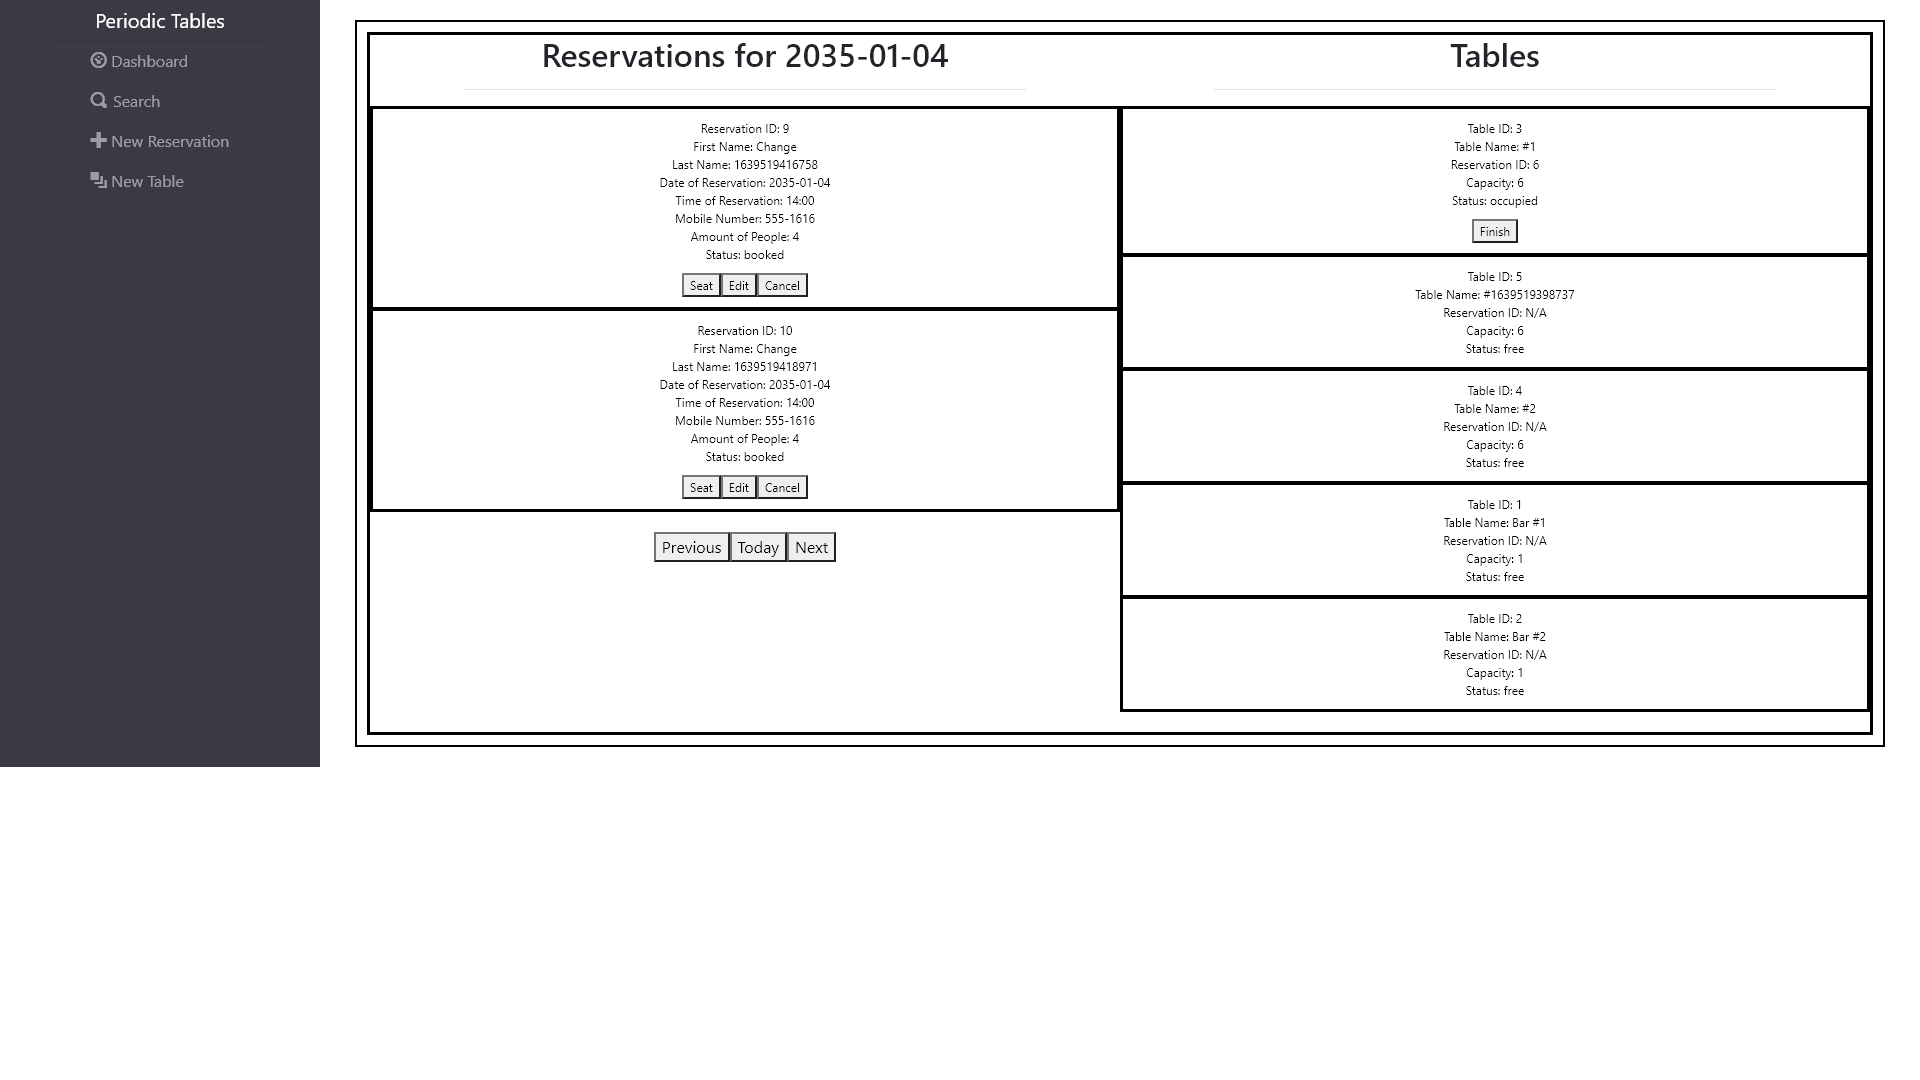 Periodic Tables
Dashboard
Search
New Reservation
New Table
Reservations for 2035-01-04
Reservation ID: 9
First Name: Change
Last Name: 1639519416758
Date of Reservation: 2035-01-04
Time of Reservation: 14:00
Mobile Number: 555-1616
Amount of People: 4
Status: booked
Seat Edit Cancel
Reservation ID: 10
First Name: Change
Last Name: 1639519418971
Date of Reservation: 2035-01-04
Time of Reservation: 14:00
Mobile Number: 555-1616
Amount of People: 4
Status: booked
Seat Edit Cancel
Previous Today Next
Tables
Table ID: 3
Table Name: #1
Reservation ID: 6
Capacity: 6
Status: occupied
Finish
Table ID: 5
Table Name: #1639519398737
Reservation ID: N/A
Capacity: 6
Status: free
Table ID: 4
Table Name: #2
Reservation ID: N/A
Capacity: 6
Status: free
Table ID: 1
Table Name: Bar #1
Reservation ID: N/A
Capacity: 1
Status: free
Table ID: 2
Table Name: Bar #2
Reservation ID: N/A
Capacity: 1
Status: free